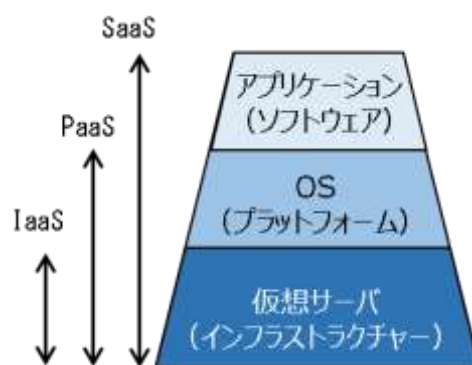 SaaS
PaaS
IaaS
アプリケーション
(ソフトウェア)
OS
(プラットフォーム)
仮想サーバ
(インフラストラクチャー)